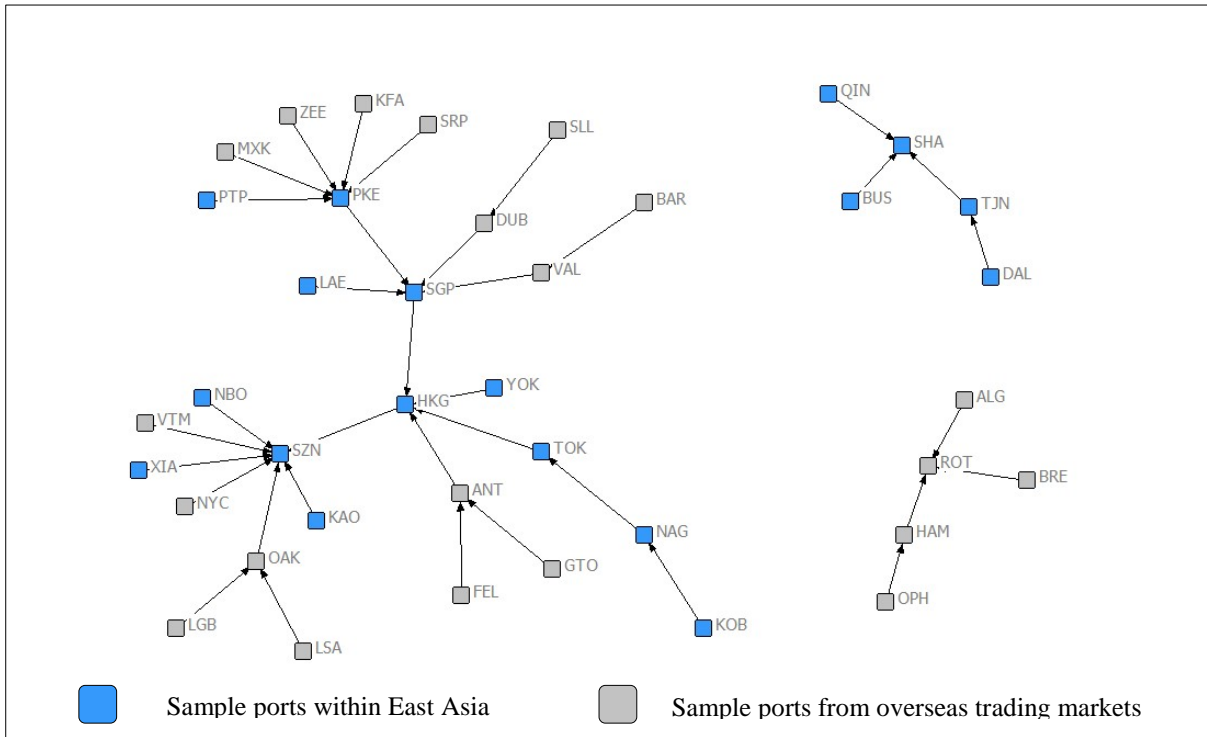 KFA
ZEE
SRP
SLL
MXK
PTP
PKE
DUB
BAR
VAL
LAE
SGP
QIN
SHA
BUS
TJN
DAL
NBO
HKG
YOK
VTM
SZN
TOK
XIA
NYC
KAO
ANT
NAG
OAK
GTO
FEL
LGB
LSA
KOB
ALG
ROT
BRE
HAM
OPH
Sample ports within East Asia
Sample ports from overseas trading markets